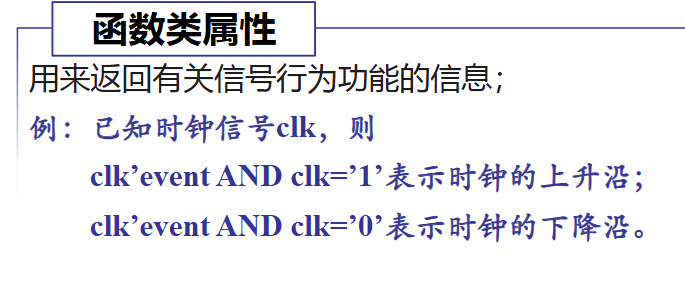 函数类属性
用来返回有关信号行为功能的信息；
例：已知时钟信号clk，则
clk’event AND clk=’1’表示时钟的上升沿；
clk’event AND clk=’0’表示时钟的下降沿。